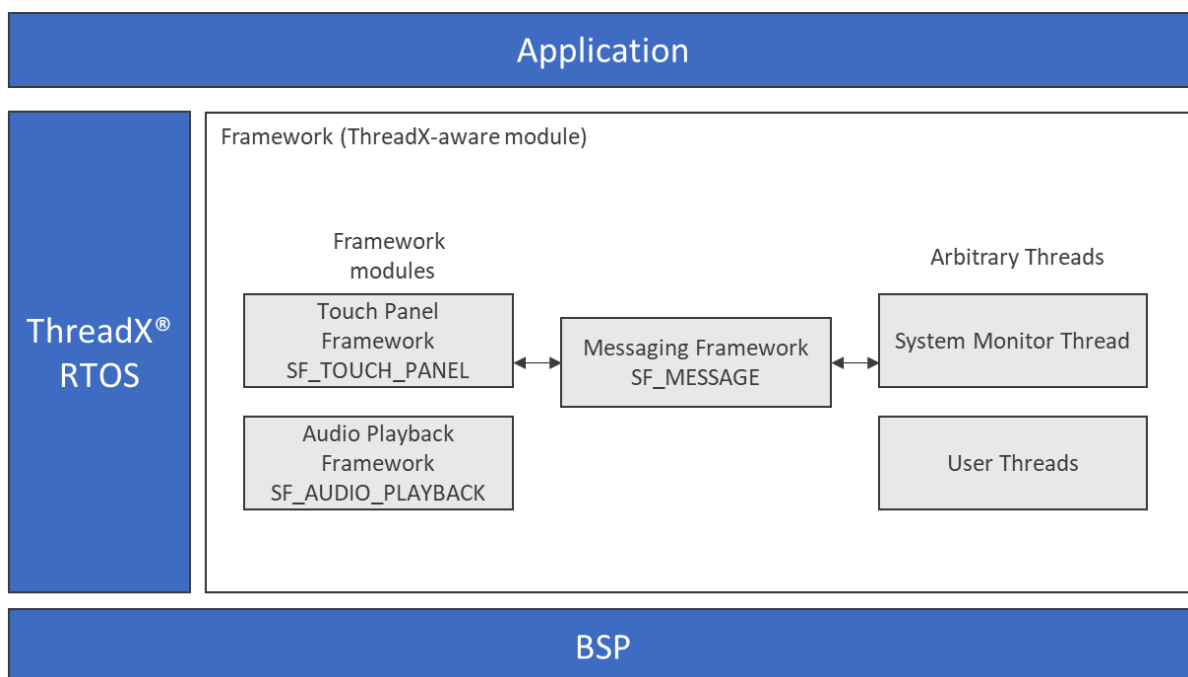 Application
ThreadX®
RTOS
Framework (ThreadX-aware module)
Framework
modules
Arbitrary Threads
Touch Panel
Framework
SF_TOUCH_PANEL
Messaging Framework
SF_MESSAGE
System Monitor Thread
Audio Playback
Framework
SF_AUDIO_PLAYBACK
User Threads
BSP